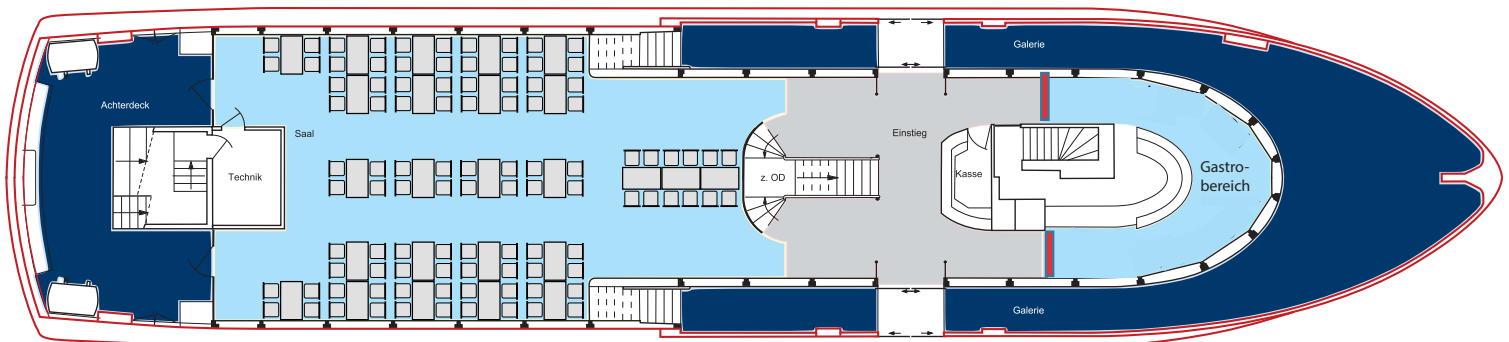 Galerie
Achterdeck
Saal
Einstieg
Technik
z. OD
Kasse
Gastro-
bereich
Galerie